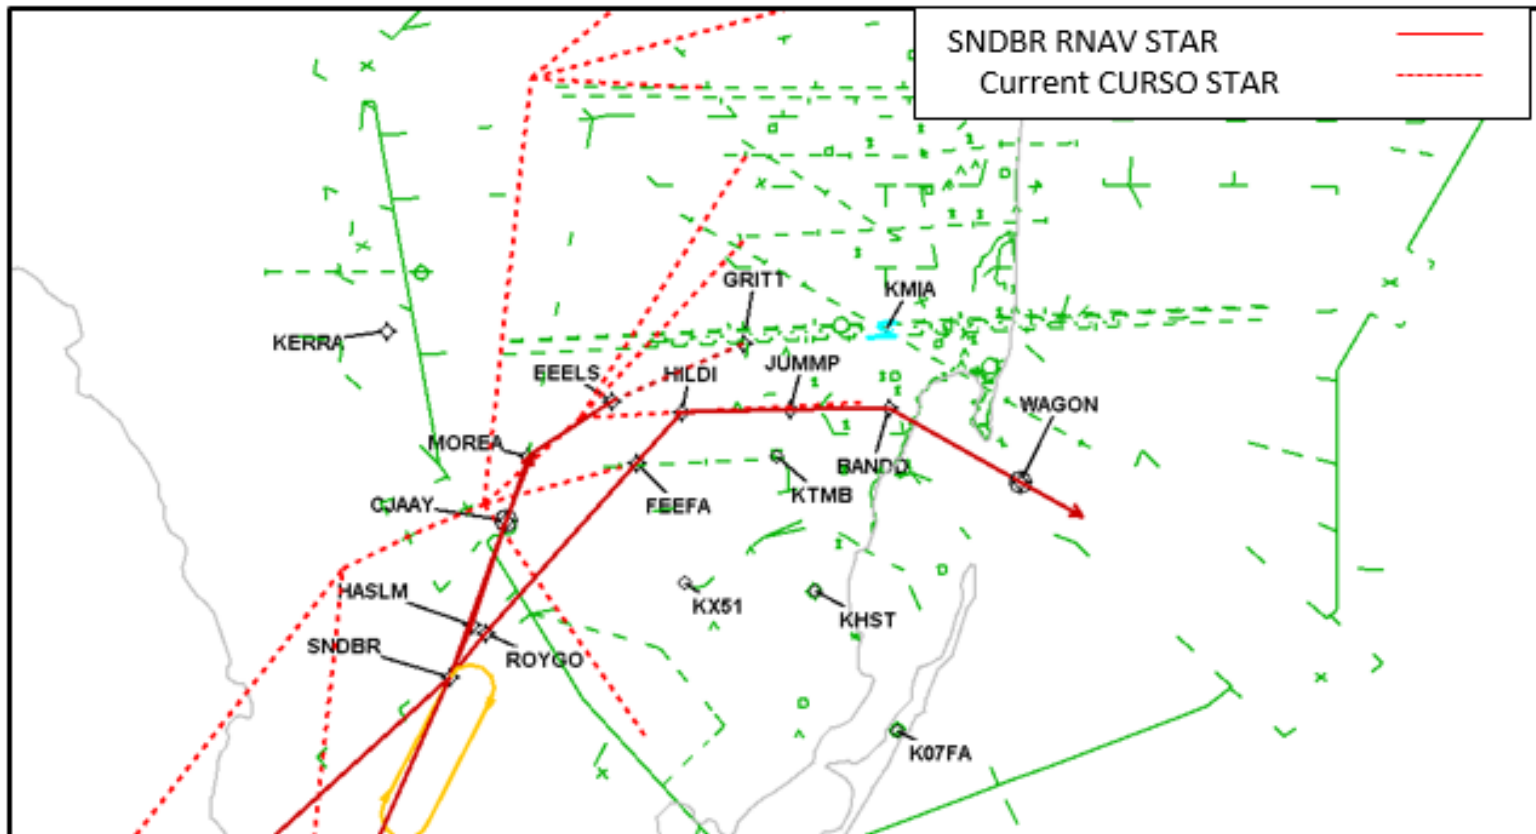 SNDBR RNAV STAR
Current CURSO STAR
GRITT
KMIA
KERRA
EEELS
HILDI
JUMMP
WAGON
MOREA
BANDD
KTMB
CJAAY
FEEFA
HASLM
KX51
KHST
SNDBR
ROYGO
K07FA